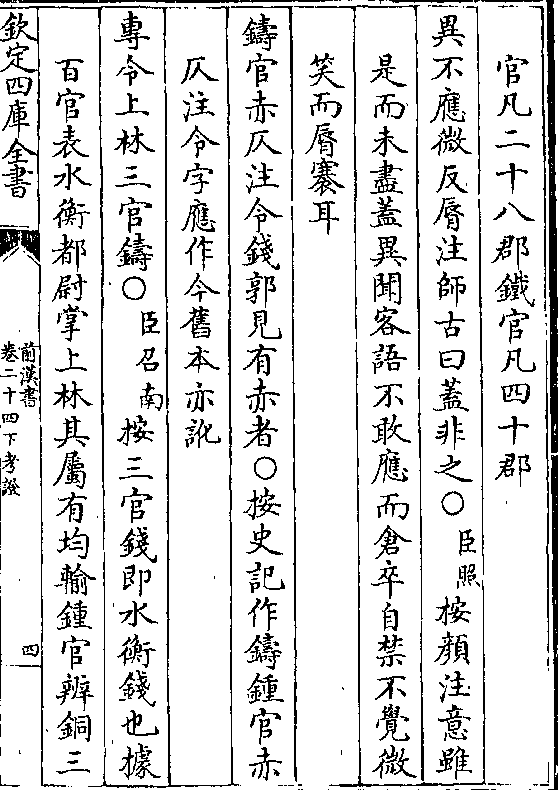 官凡二十八郡鐵官凡四十郡
異不應微反脣注師古曰蓋非之○臣照按顔注意雖
是而未盡蓋異聞客語不敢應而倉卒自禁不覺微
笑而脣褰耳
鑄官赤仄注令錢郭見有赤者○按史記作鑄鍾官赤
仄注令字應作今舊本亦訛
專令上林三官鑄○臣召南按三官錢即水衡錢也據
百官表水衡都尉掌上林其屬有均輸鍾官辨銅三
欽定四庫全書
前漢書
卷二十四下考證
四